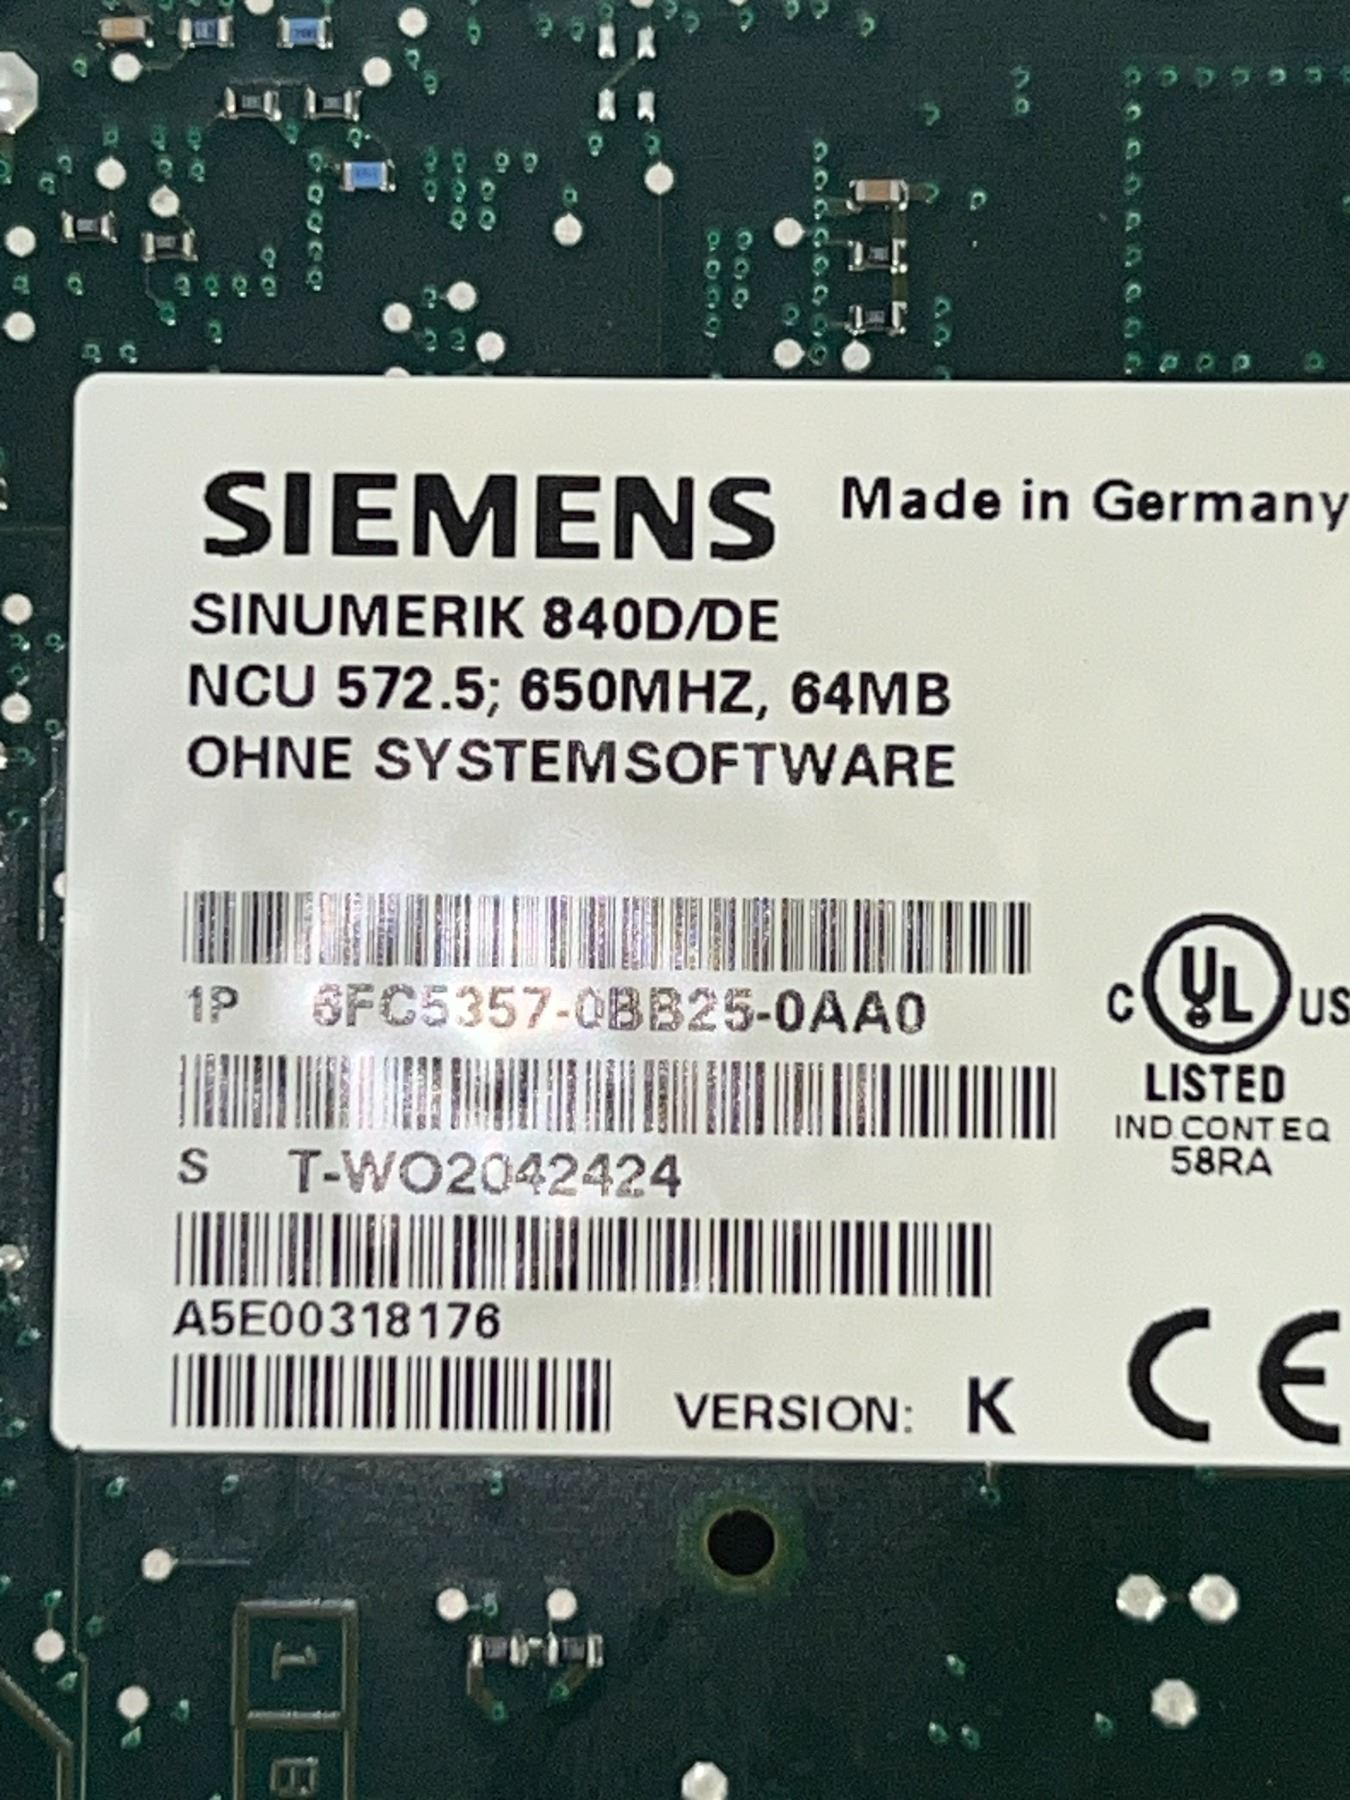 SIEMENS Made in Germany
SINUMERIK 840D/DE
NCU 572.5; 650MHZ, 64MB
OHNE SYSTEMSOFTWARE
1P 6FC5357-0BB25-0AA0
C UL US
LISTED
IND.CONT.EQ
58RA
S T-WO2042424
A5E00318176
VERSION: K
CE
1